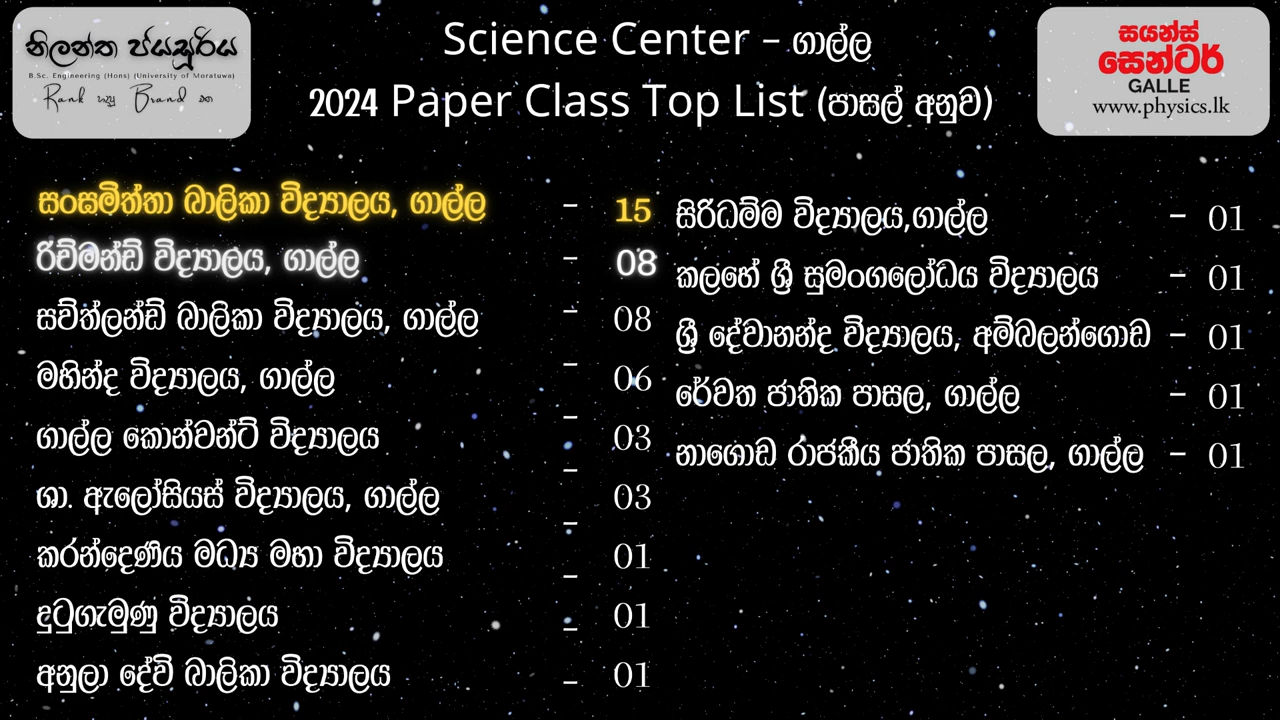 නිලන්ත ජයසූරිය
B.Sc. Engineering (Hons) (University of Moratuwa)
Rank හදපු Brand එක
Science Center – ගාල්ල
2024 Paper Class Top List (පාසල් අනුව)
සයන්ස්
සෙන්ටර්
GALLE
www.physics.lk
සංඝමිත්තා බාලිකා විද්‍යාලය, ගාල්ල – 15
රිච්මන්ඩ් විද්‍යාලය, ගාල්ල – 08
සව්ත්ලන්ඩ් බාලිකා විද්‍යාලය, ගාල්ල – 08
මහින්ද විද්‍යාලය, ගාල්ල – 06
ගාල්ල කොන්වන්ට් විද්‍යාලය – 03
ශා. ඇලෝසියස් විද්‍යාලය, ගාල්ල – 03
කරන්දෙණිය මධ්‍ය මහා විද්‍යාලය – 01
දුටුගැමුණු විද්‍යාලය – 01
අනුලා දේවි බාලිකා විද්‍යාලය – 01
සිරිධම්ම විද්‍යාලය,ගාල්ල – 01
කලහේ ශ්‍රී සුමංගලෝධය විද්‍යාලය – 01
ශ්‍රී දේවානන්ද විද්‍යාලය, අම්බලන්ගොඩ – 01
රේවත ජාතික පාසල, ගාල්ල – 01
නාගොඩ රාජකීය ජාතික පාසල, ගාල්ල – 01